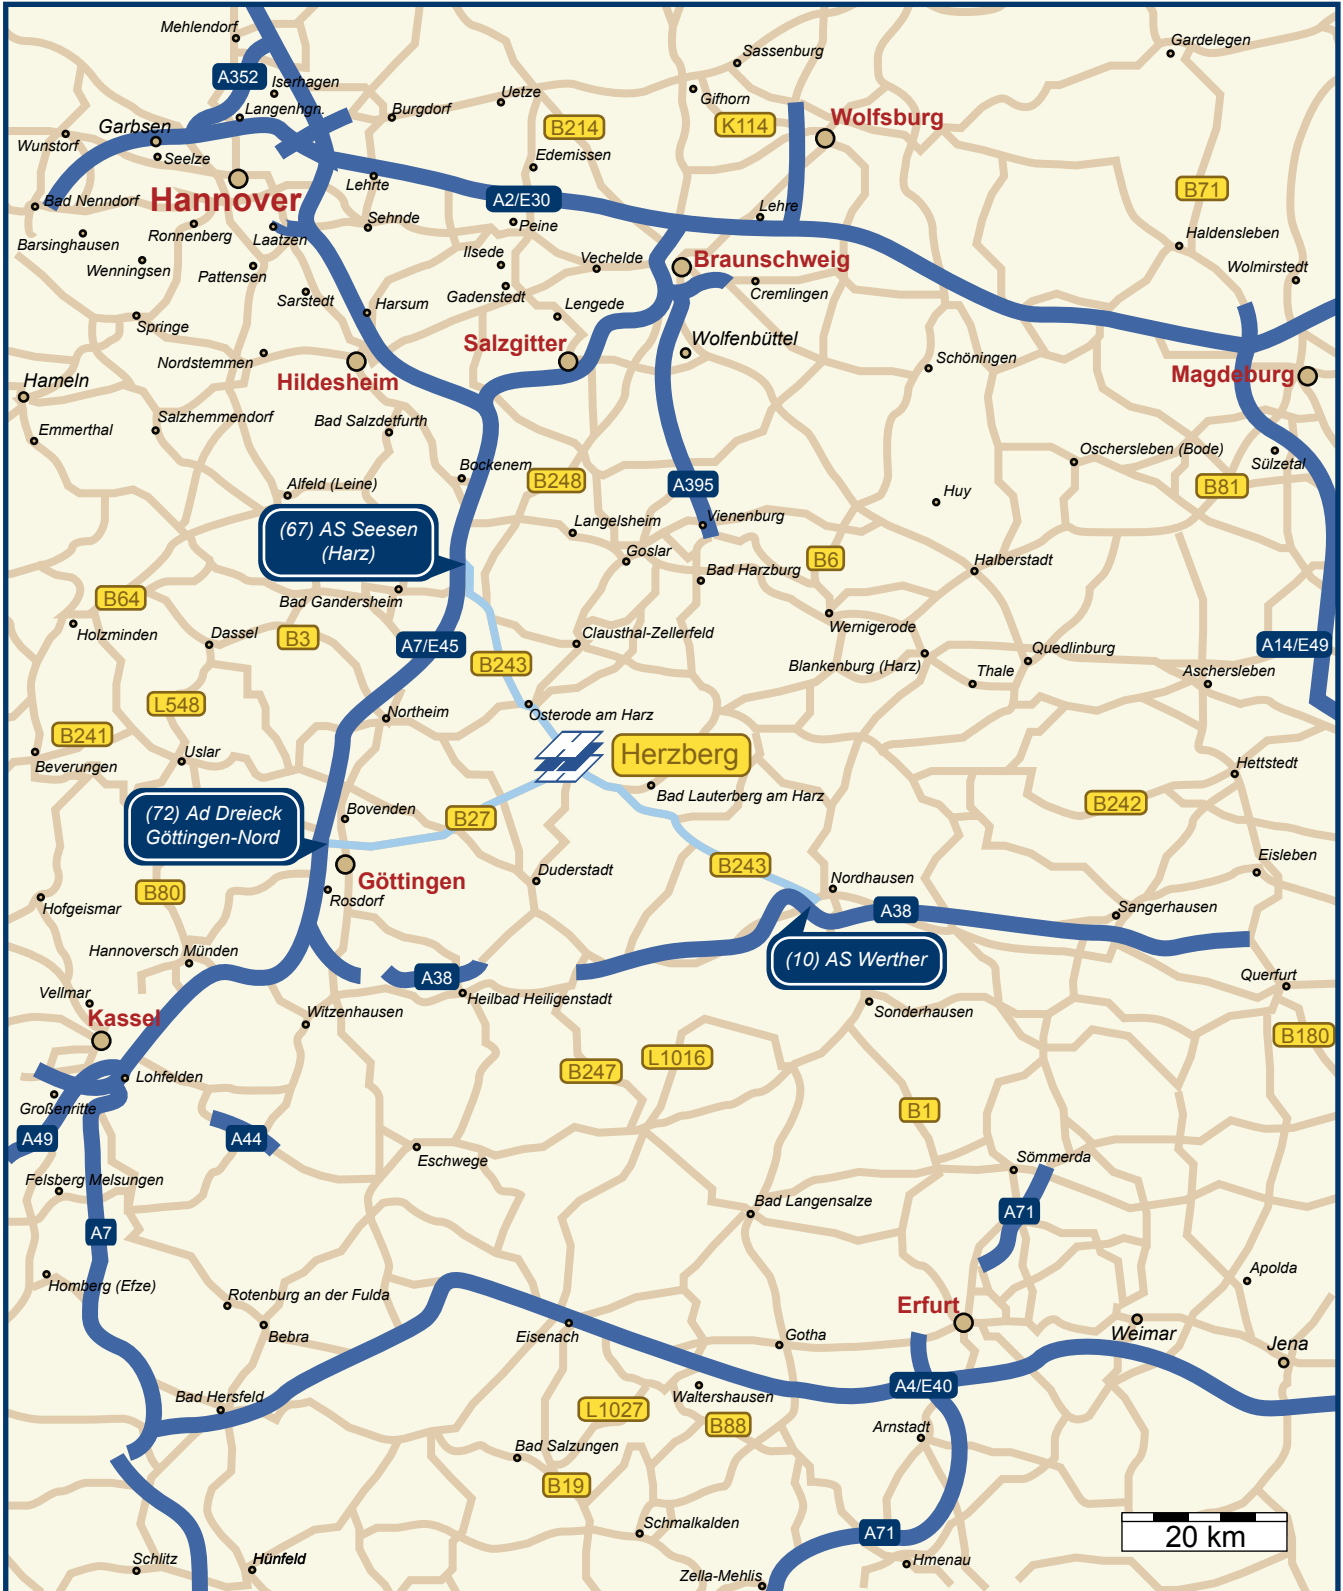 Mehlendorf
Sassenburg
Gardelegen
A352
Iserhagen
Langenhgn.
Burgdorf
Uetze
Gifhorn
K114
Wolfsburg
Garbsen
Wunstorf
Seelze
B214
Edemissen
Hannover
Lehrte
A2/E30
B71
Bad Nenndorf
Barsinghausen
Ronnenberg
Laatzen
Sehnde
Peine
Lehre
Haldensleben
Wenningsen
Pattensen
Ilsede
Vechelde
Braunschweig
Wolmirstedt
Sarstedt
Harsum
Gadenstedt
Lengede
Cremlingen
Springe
Nordstemmen
Salzgitter
Wolfenbüttel
Schöningen
Hildesheim
Magdeburg
Hameln
Emmerthal
Salzhemmendorf
Bad Salzdetfurth
Oschersleben (Bode)
Sülzetal
Bockenem
B248
A395
B81
Alfeld (Leine)
Huy
(67) AS Seesen
(Harz)
Langelsheim
Vienenburg
Goslar
B6
Halberstadt
Bad Harzburg
B64
Bad Gandersheim
Holzminden
Dassel
B3
A7/E45
Clausthal-Zellerfeld
Wernigerode
A14/E49
B243
Blankenburg (Harz)
Quedlinburg
Thale
Aschersleben
L548
Northeim
Osterode am Harz
B241
Beverungen
Uslar
Herzberg
Hettstedt
Bad Lauterberg am Harz
B242
(72) Ad Dreieck
Göttingen-Nord
Bovenden
B27
Göttingen
Duderstadt
B243
Eisleben
B80
Rosdorf
Nordhausen
Hofgeismar
A38
Sangerhausen
Hannoversch Münden
(10) AS Werther
A38
Querfurt
Vellmar
Heilbad Heiligenstadt
Kassel
Witzenhausen
Sonderhausen
B180
L1016
B247
Lohfelden
Großenritte
B1
A49
A44
Eschwege
Sömmerda
Felsberg
Melsungen
Bad Langensalze
A71
A7
Homberg (Efze)
Apolda
Rotenburg an der Fulda
Bebra
Eisenach
Gotha
Erfurt
Weimar
Jena
Bad Hersfeld
Waltershausen
A4/E40
L1027
B88
Arnstadt
Bad Salzungen
B19
Schmalkalden
A71
20 km
Schlitz
Hünfeld
Zella-Mehlis
Hmenau